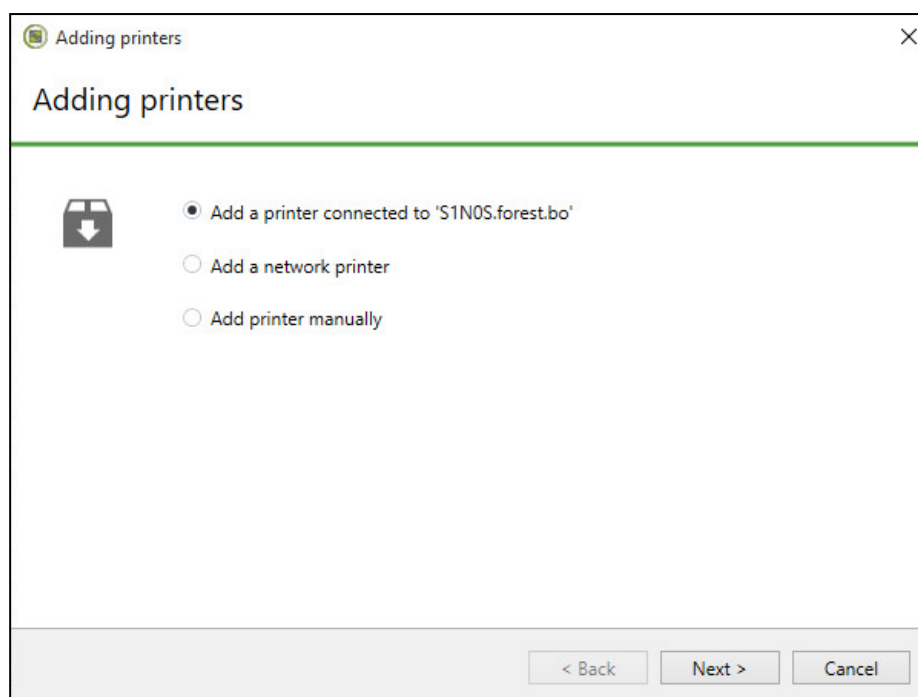 Adding printers
Adding printers
Add a printer connected to 'S1N0S.forest.bo'
Add a network printer
Add printer manually
< Back Next > Cancel